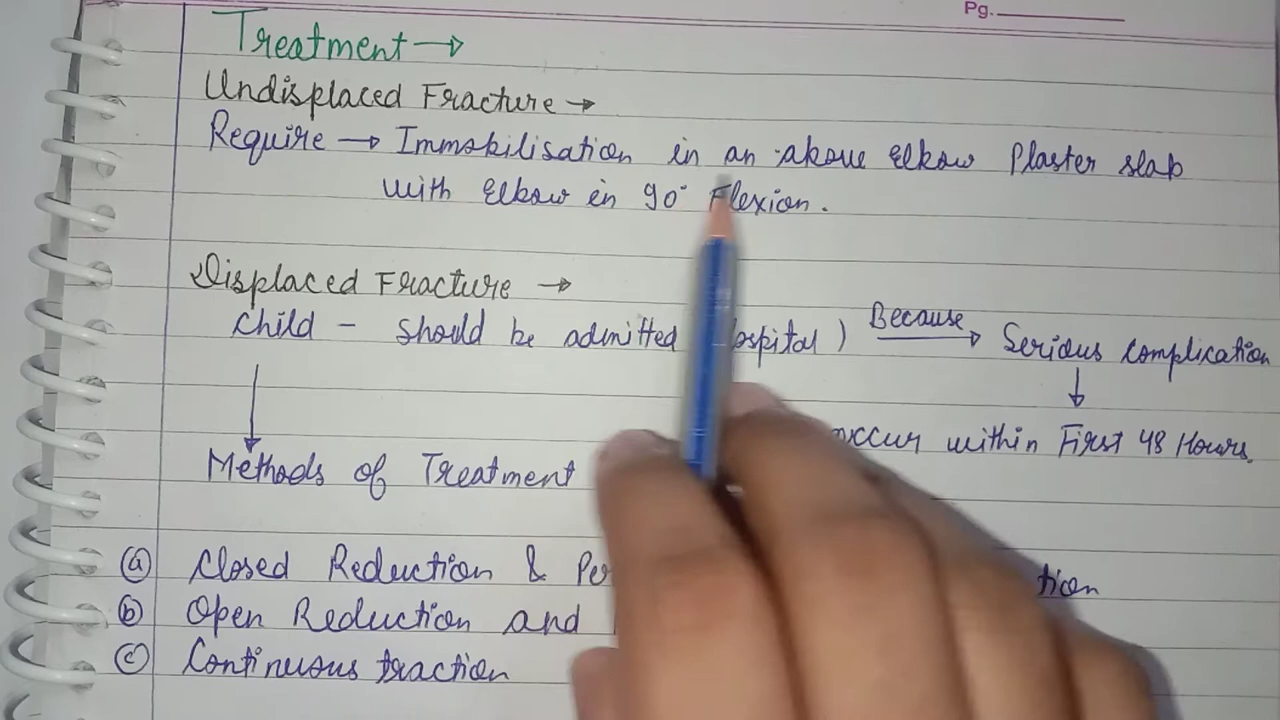 Pg.
Treatment →
Undisplaced Fracture →
Require → Immobilisation in an above Elbow Plaster slab
with Elbow in 90° Flexion.
Displaced Fracture →
Child - Should be admitted ospital) Because → Serious Complication
occur within First 48 Hours.
Methods of Treatment
(a) Closed Reduction & Pe tion
(b) Open Reduction and
(c) Continuous traction